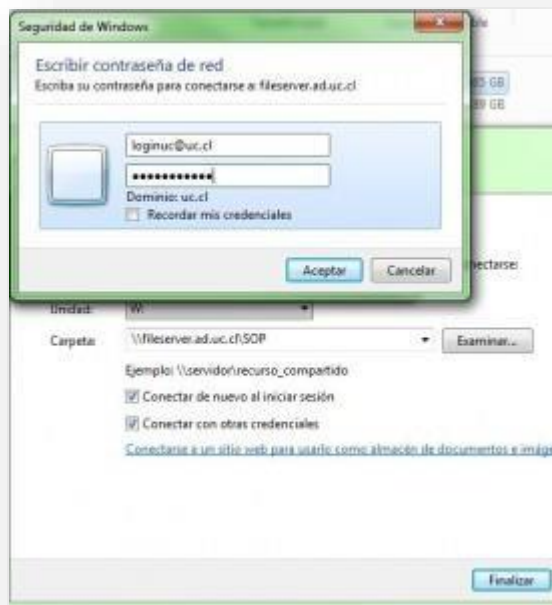 Seguridad de Windows
Escribir contraseña de red
Escriba su contraseña para conectarse a: fileserver.ad.uc.cl
loginuc@uc.cl
•••••••••••
Dominio: uc.cl
Recordar mis credenciales
Aceptar
Cancelar
GB
GB
nectarse:
Unidad:
W:
Carpeta:
\\fileserver.ad.uc.cl\SOP
Examinar...
Ejemplo: \\servidor\recurso_compartido
Conectar de nuevo al iniciar sesión
Conectar con otras credenciales
Conectarse a un sitio web para usarlo como almacén de documentos e imáge
Finalizar